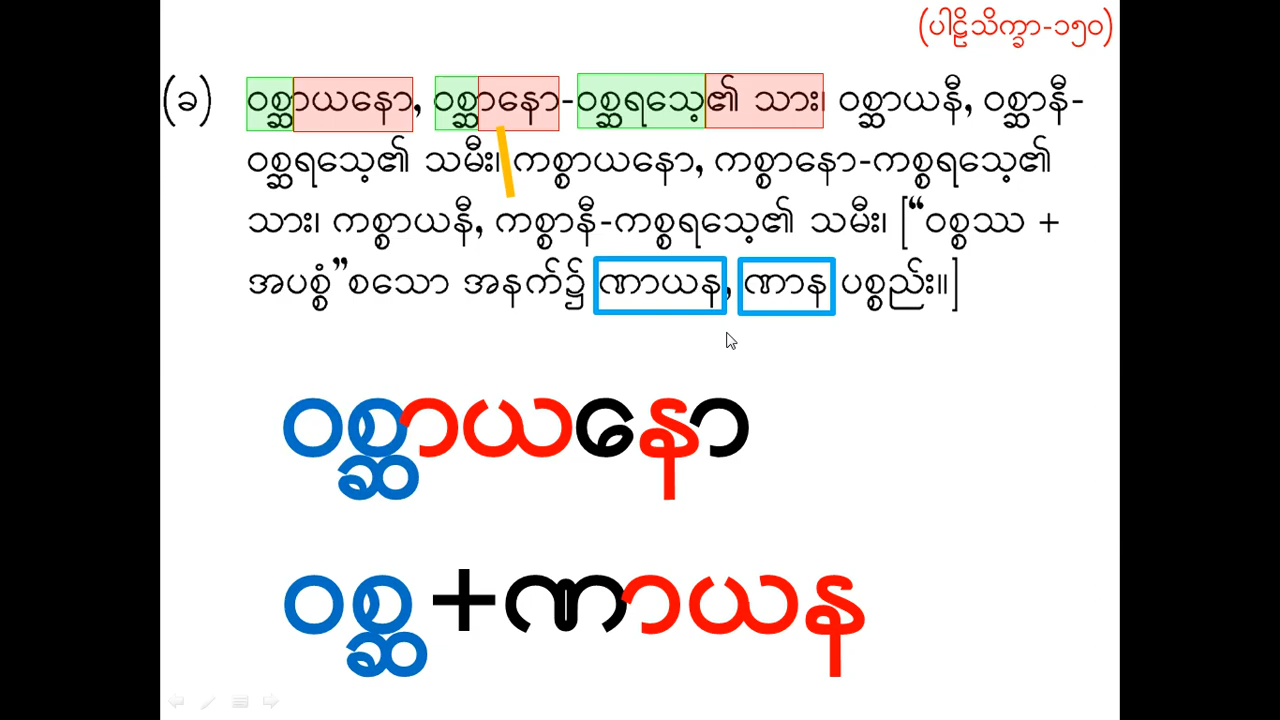 (ပါဠိသိက္ခာ-၁၅၀)
(ခ) ဝစ္ဆာယနော, ဝစ္ဆာနော-ဝစ္ဆရသေ့၏ သား၊ ဝစ္ဆာယနီ, ဝစ္ဆာနီ-
ဝစ္ဆရသေ့၏ သမီး၊ ကစ္စာယနော, ကစ္စာနော-ကစ္စရသေ့၏
သား၊ ကစ္စာယနီ, ကစ္စာနီ-ကစ္စရသေ့၏ သမီး၊ [“ဝစ္စဿ +
အပစ္စံ”စသော အနက်၌ ဏာယန, ဏာန ပစ္စည်း။]
ဝစ္ဆာယနော
ဝစ္ဆ+ဏာယန